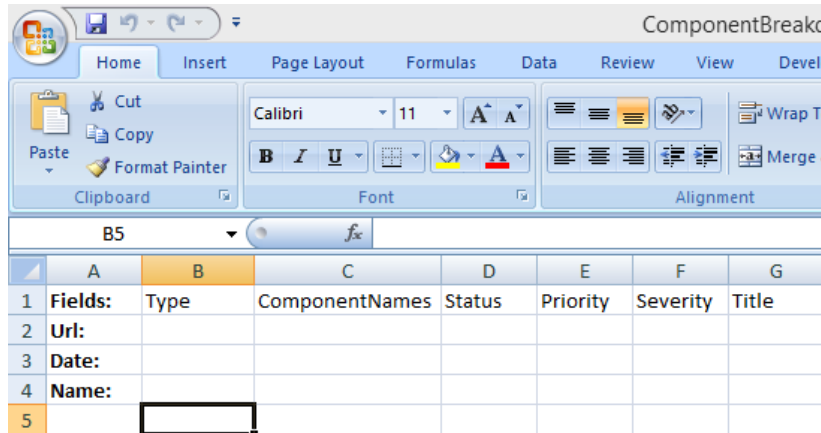 ComponentBreakd
Home Insert Page Layout Formulas Data Review View Devel
Cut
Copy
Paste
Format Painter
Calibri 11 A A
Wrap T
B I U A
Merge
Clipboard Font Alignment
B5 fx
A B C D E F G
1 Fields: Type ComponentNames Status Priority Severity Title
2 Url:
3 Date:
4 Name:
5